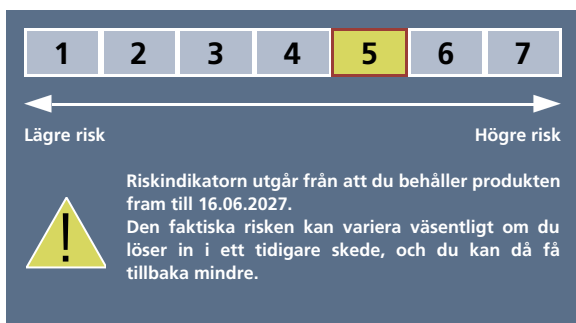 1 2 3 4 5 6 7
Lägre risk Högre risk
Riskindikatorn utgår från att du behåller produkten
fram till 16.06.2027.
Den faktiska risken kan variera väsentligt om du
löser in i ett tidigare skede, och du kan då få
tillbaka mindre.
!